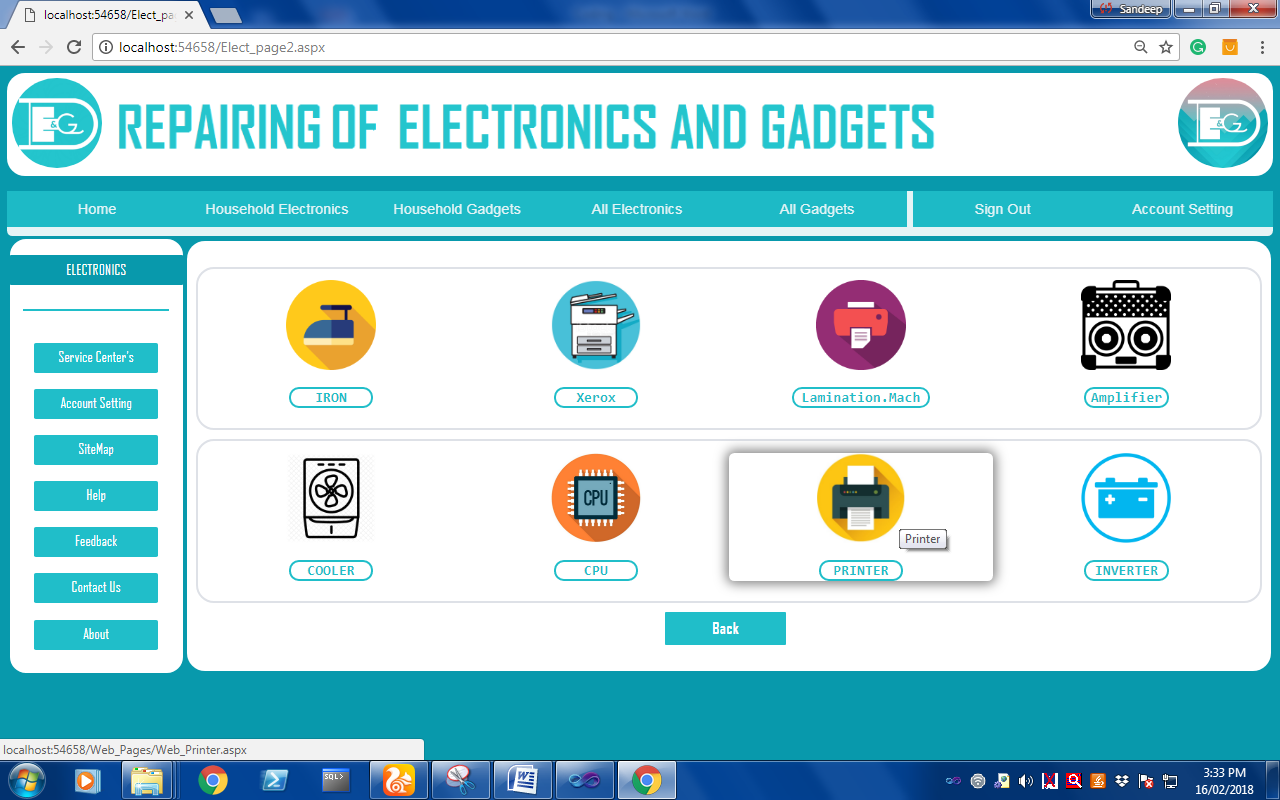 localhost:54658/Elect_pa
Sandeep
localhost:54658/Elect_page2.aspx
E&G
REPAIRING OF ELECTRONICS AND GADGETS
E&G
Home Household Electronics Household Gadgets All Electronics All Gadgets Sign Out Account Setting
ELECTRONICS
Service Center's
Account Setting
SiteMap
Help
Feedback
Contact Us
About
IRON Xerox Lamination.Mach Amplifier
CPU
Printer
COOLER CPU PRINTER INVERTER
Back
localhost:54658/Web_Pages/Web_Printer.aspx
SQL>
3:33 PM
16/02/2018